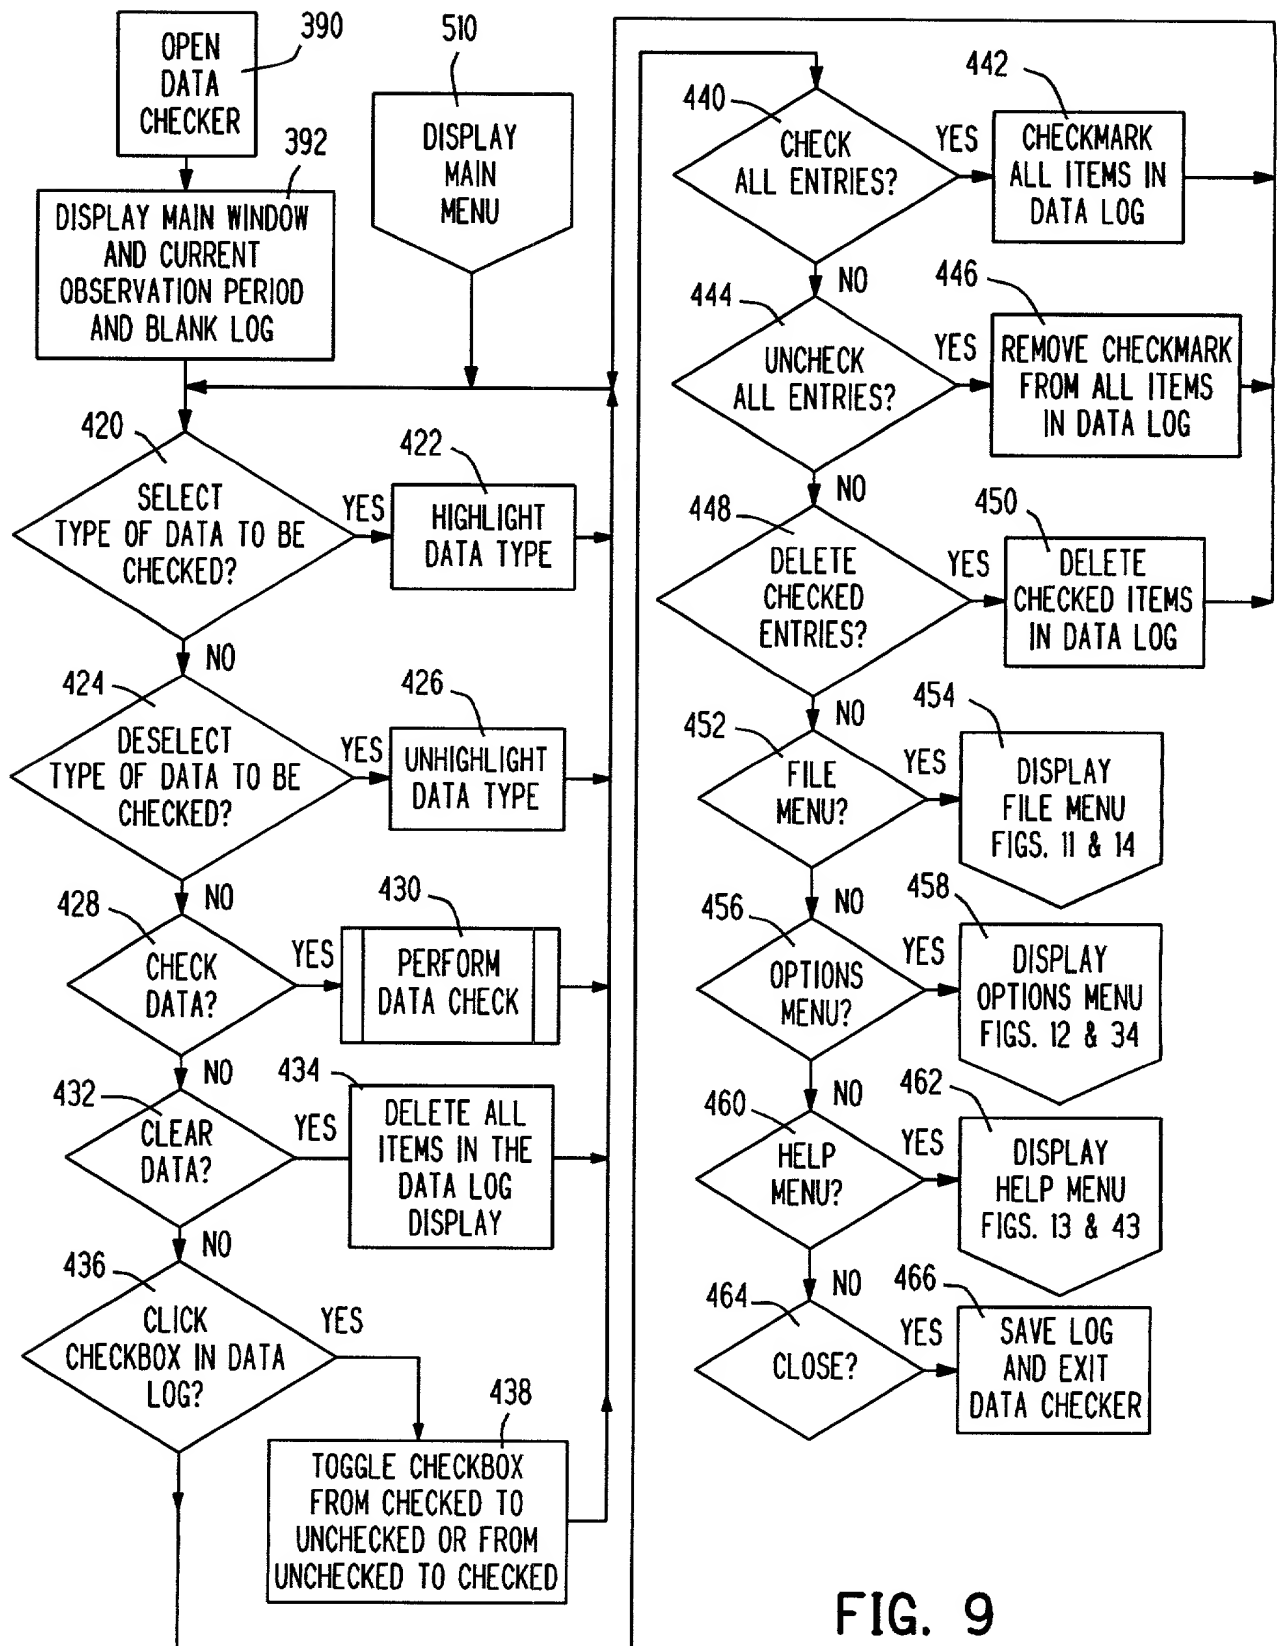 390
OPEN
DATA
CHECKER
392
DISPLAY MAIN WINDOW
AND CURRENT
OBSERVATION PERIOD
AND BLANK LOG
510
DISPLAY
MAIN
MENU
420
SELECT
TYPE OF DATA TO BE
CHECKED?
YES
422
HIGHLIGHT
DATA TYPE
NO
424
DESELECT
TYPE OF DATA TO BE
CHECKED?
YES
426
UNHIGHLIGHT
DATA TYPE
NO
428
CHECK
DATA?
YES
430
PERFORM
DATA CHECK
NO
432
CLEAR
DATA?
YES
434
DELETE ALL
ITEMS IN THE
DATA LOG
DISPLAY
NO
436
CLICK
CHECKBOX IN DATA
LOG?
YES
438
TOGGLE CHECKBOX
FROM CHECKED TO
UNCHECKED OR FROM
UNCHECKED TO CHECKED
440
CHECK
ALL ENTRIES?
YES
442
CHECKMARK
ALL ITEMS IN
DATA LOG
NO
444
UNCHECK
ALL ENTRIES?
YES
446
REMOVE CHECKMARK
FROM ALL ITEMS
IN DATA LOG
NO
448
DELETE
CHECKED
ENTRIES?
YES
450
DELETE
CHECKED ITEMS
IN DATA LOG
NO
452
FILE
MENU?
YES
454
DISPLAY
FILE MENU
FIGS. 11 & 14
NO
456
OPTIONS
MENU?
YES
458
DISPLAY
OPTIONS MENU
FIGS. 12 & 34
NO
460
HELP
MENU?
YES
462
DISPLAY
HELP MENU
FIGS. 13 & 43
NO
464
CLOSE?
YES
466
SAVE LOG
AND EXIT
DATA CHECKER
FIG. 9